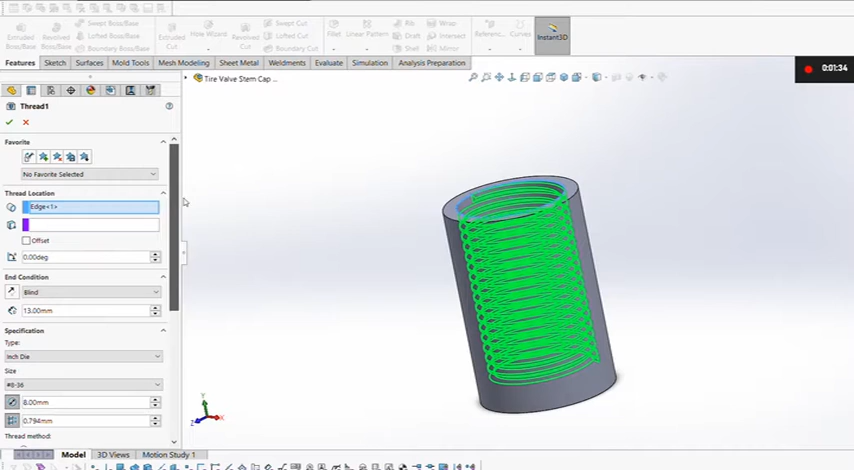 Swept Boss/Base
Extruded Boss/Base
Revolved Boss/Base
Lofted Boss/Base
Boundary Boss/Base
Extruded Cut
Hole Wizard
Revolved Cut
Swept Cut
Lofted Cut
Boundary Cut
Fillet
Linear Pattern
Rib
Draft
Shell
Wrap
Intersect
Mirror
Curves
Instant3D
Features
Sketch
Surfaces
Mold Tools
Mesh Modeling
Sheet Metal
Weldments
Evaluate
Simulation
Analysis Preparation
0:01:34
Tire Valve Stem Cap ...
Thread1
Favorite
No Favorite Selected
Thread Location
Edge<1>
Offset
0.00deg
End Condition
Blind
13.00mm
Specification
Type:
Inch Die
Size
#8-36
8.00mm
0.794mm
Thread method:
Y
Z
X
Model
3D Views
Motion Study 1